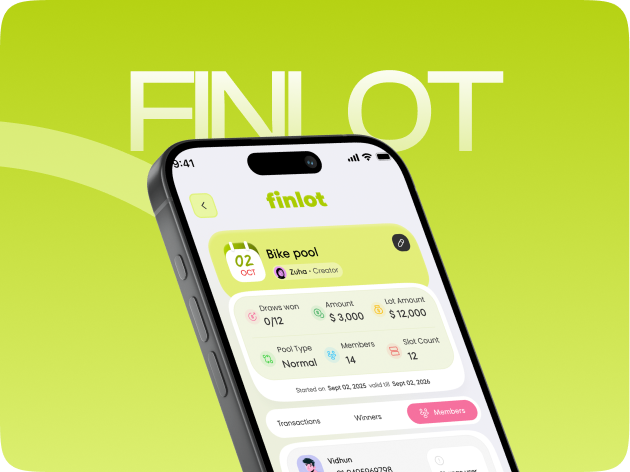 FINLOT
9:41
finlot
02
OCT
Bike pool
Zuha • Creator
Draws won
0/12
Amount
$ 3,000
Lot Amount
$ 12,000
Pool Type
Normal
Members
14
Slot Count
12
Started on Sept 02, 2025 valid till Sept 02, 2026
Transactions
Winners
Members
Vidhun